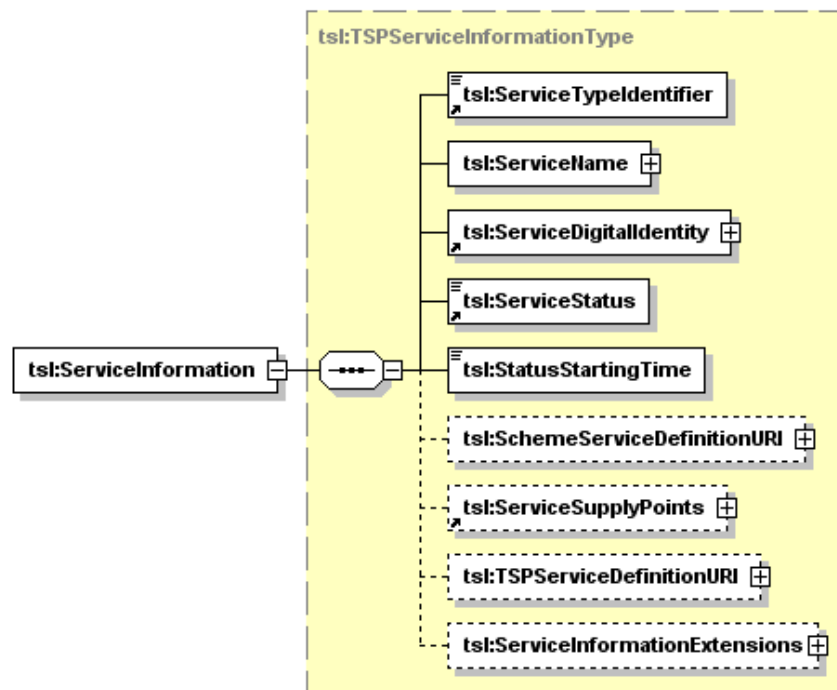 tsl:TSPServiceInformationType
tsl:ServiceTypeIdentifier
tsl:ServiceName
tsl:ServiceDigitalIdentity
tsl:ServiceStatus
tsl:ServiceInformation
tsl:StatusStartingTime
tsl:SchemeServiceDefinitionURI
tsl:ServiceSupplyPoints
tsl:TSPServiceDefinitionURI
tsl:ServiceInformationExtensions